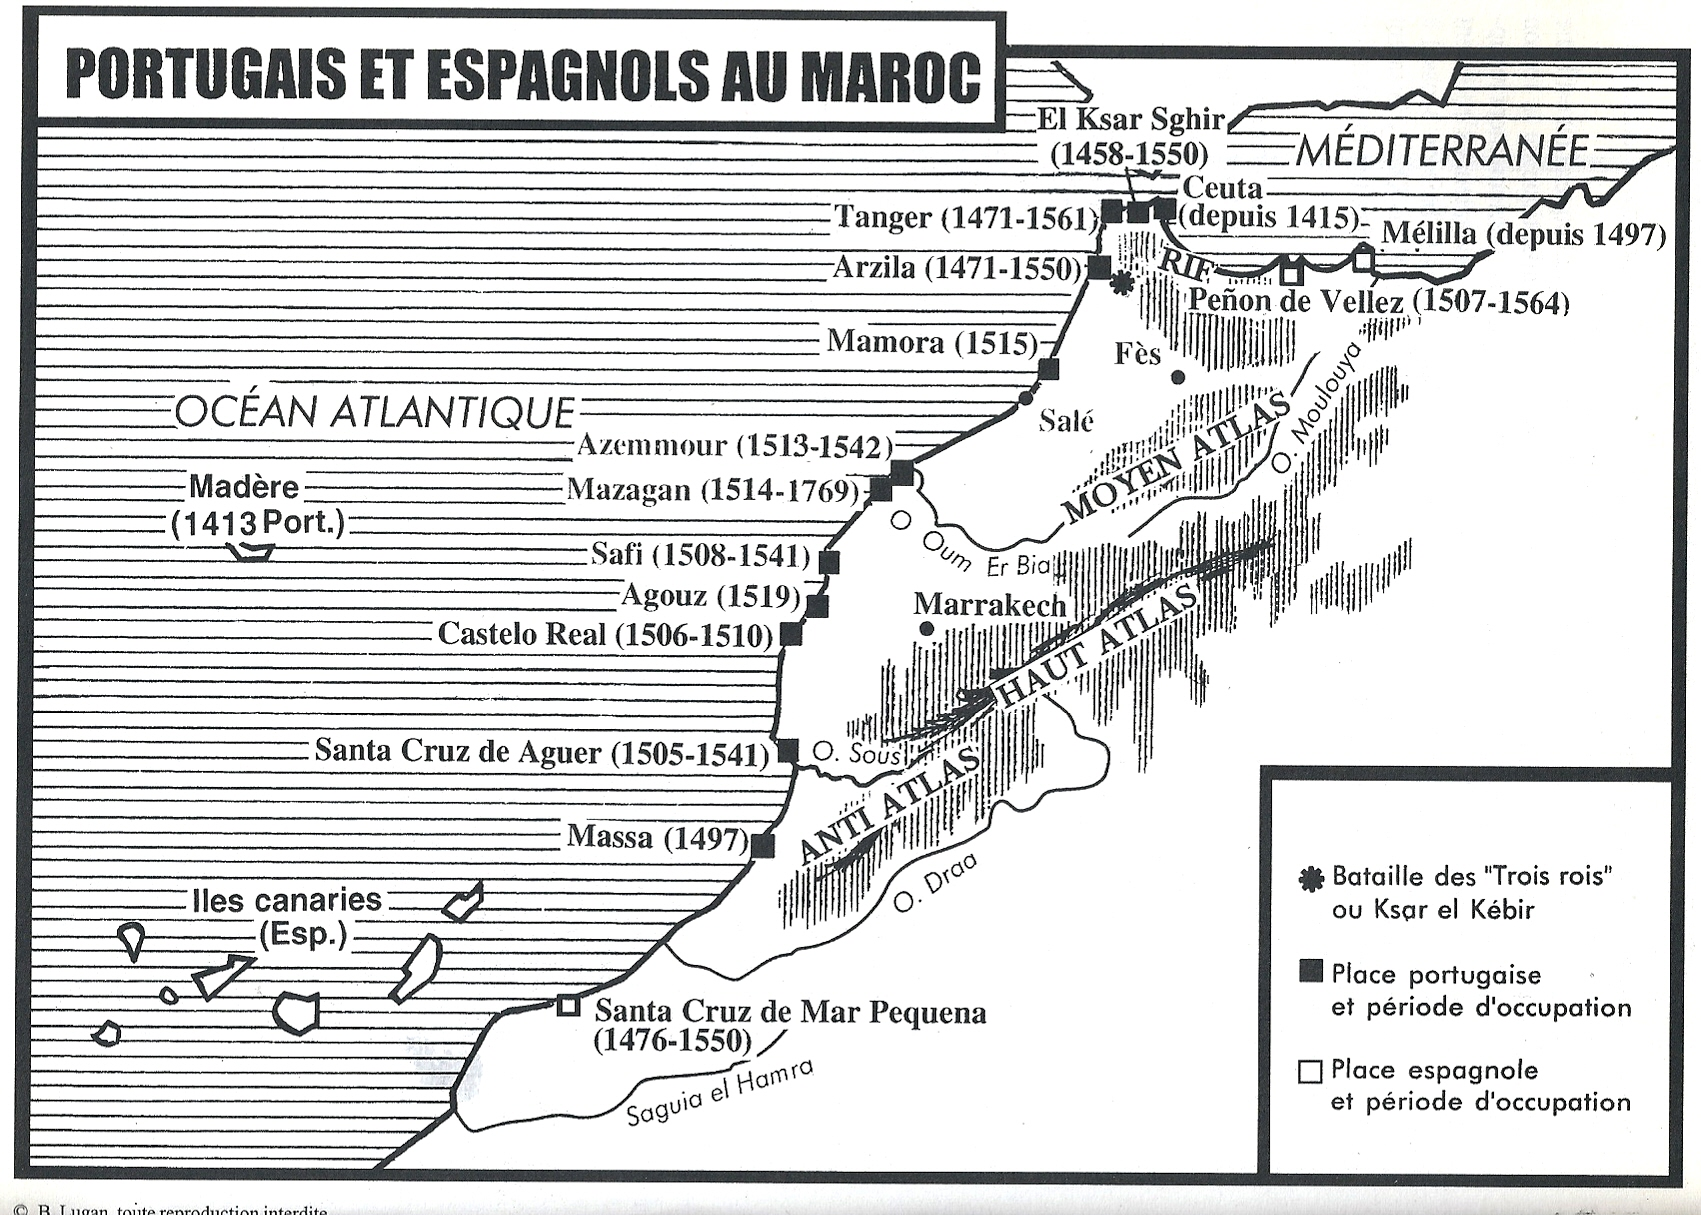 PORTUGAIS ET ESPAGNOLS AU MAROC
El Ksar Sghir
(1458-1550)
MÉDITERRANÉE
Ceuta
(depuis 1415)
Tanger (1471-1561)
Mélilla (depuis 1497)
Arzila (1471-1550)
RIF
Peñon de Vellez (1507-1564)
Mamora (1515)
Fès
Salé
O. Moulouya
OCÉAN ATLANTIQUE
MOYEN ATLAS
Azemmour (1513-1542)
Mazagan (1514-1769)
Madère
(1413 Port.)
O Oum Er Bia
Safi (1508-1541)
Agouz (1519)
Marrakech
Castelo Real (1506-1510)
HAUT ATLAS
Santa Cruz de Aguer (1505-1541)
O. Sous
ANTI ATLAS
Massa (1497)
O. Draa
Iles canaries
(Esp.)
Santa Cruz de Mar Pequena
(1476-1550)
Saguia el Hamra
Bataille des "Trois rois"
ou Ksar el Kébir
Place portugaise
et période d'occupation
Place espagnole
et période d'occupation
© B. Lugan, toute reproduction interdite